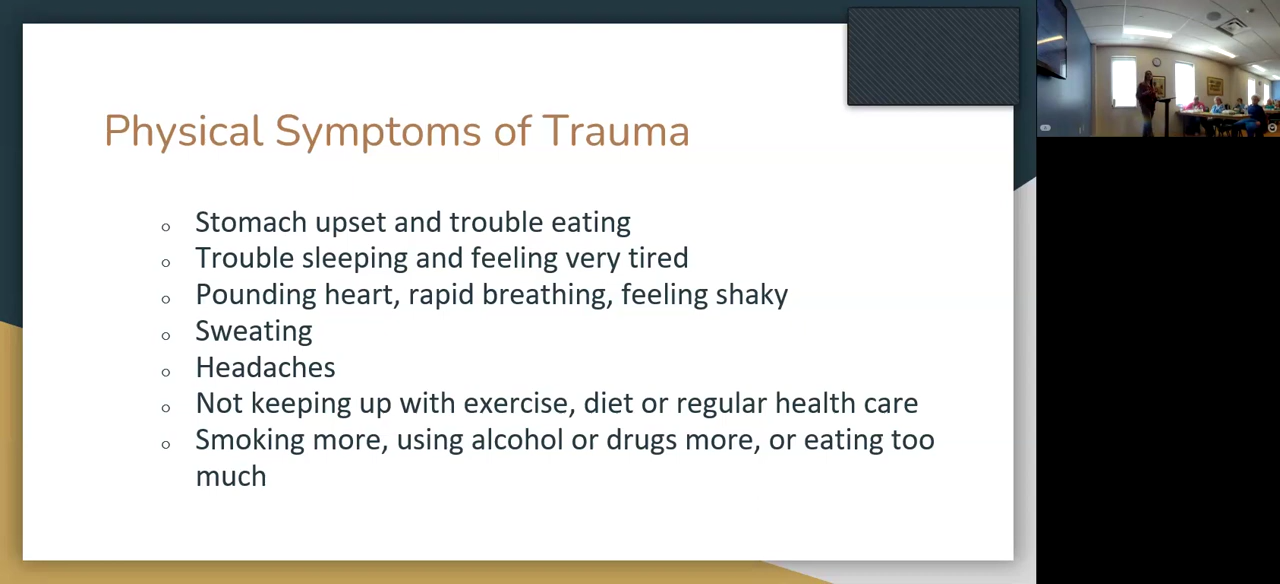 Physical Symptoms of Trauma
Stomach upset and trouble eating
Trouble sleeping and feeling very tired
Pounding heart, rapid breathing, feeling shaky
Sweating
Headaches
Not keeping up with exercise, diet or regular health care
Smoking more, using alcohol or drugs more, or eating too
much